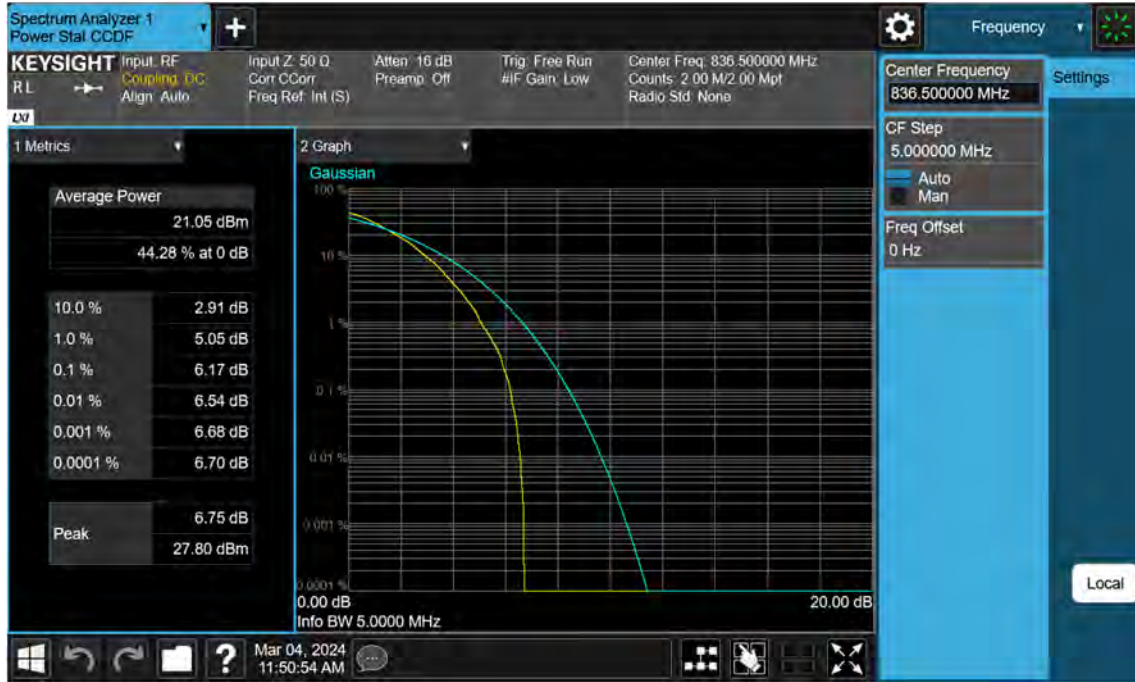 Spectrum Analyzer 1
Power Stat CCDF
+
Frequency
KEYSIGHT
RL
LXI
Input: RF
Coupling: DC
Align: Auto
Input Z: 50 Ω
Corr CCorr
Freq Ref: Int (S)
Atten: 16 dB
Preamp: Off
Trig: Free Run
#IF Gain: Low
Center Freq: 836.500000 MHz
Counts: 2.00 M/2.00 Mpt
Radio Std: None
Center Frequency
836.500000 MHz
Settings
CF Step
5.000000 MHz
Auto
Man
Freq Offset
0 Hz
1 Metrics
Average Power
21.05 dBm
44.28 % at 0 dB
10.0 % 2.91 dB
1.0 % 5.05 dB
0.1 % 6.17 dB
0.01 % 6.54 dB
0.001 % 6.68 dB
0.0001 % 6.70 dB
Peak
6.75 dB
27.80 dBm
2 Graph
Gaussian
100 %
10 %
1 %
0.1 %
0.01 %
0.001 %
0.0001 %
0.00 dB 20.00 dB
Info BW 5.0000 MHz
Local
?
Mar 04, 2024
11:50:54 AM